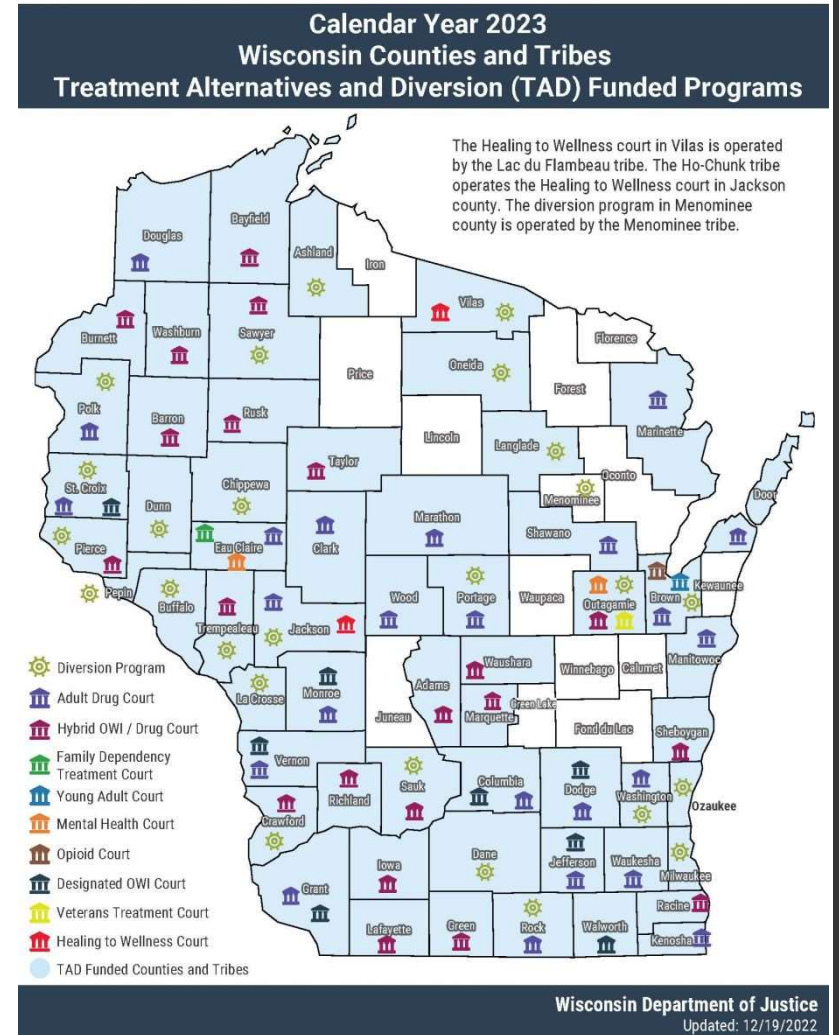 Calendar Year 2023
Wisconsin Counties and Tribes
Treatment Alternatives and Diversion (TAD) Funded Programs
The Healing to Wellness court in Vilas is operated
by the Lac du Flambeau tribe. The Ho-Chunk tribe
operates the Healing to Wellness court in Jackson
county. The diversion program in Menominee
county is operated by the Menominee tribe.
Douglas
Bayfield
Ashland
Iron
Vilas
Burnett
Washburn
Sawyer
Price
Oneida
Florence
Forest
Polk
Barron
Rusk
Marinette
Lincoln
Langlade
Taylor
Oconto
Menominee
St. Croix
Dunn
Chippewa
Door
Marathon
Shawano
Pierce
Eau Claire
Clark
Pepin
Buffalo
Trempealeau
Jackson
Wood
Portage
Waupaca
Outagamie
Brown
Kewaunee
La Crosse
Monroe
Juneau
Adams
Waushara
Marquette
Green Lake
Winnebago
Calumet
Manitowoc
Fond du Lac
Sheboygan
Vernon
Richland
Sauk
Columbia
Dodge
Washington
Ozaukee
Crawford
Grant
Iowa
Dane
Jefferson
Waukesha
Milwaukee
Lafayette
Green
Rock
Walworth
Racine
Kenosha
Diversion Program
Adult Drug Court
Hybrid OWI / Drug Court
Family Dependency
Treatment Court
Young Adult Court
Mental Health Court
Opioid Court
Designated OWI Court
Veterans Treatment Court
Healing to Wellness Court
TAD Funded Counties and Tribes
Wisconsin Department of Justice
Updated: 12/19/2022